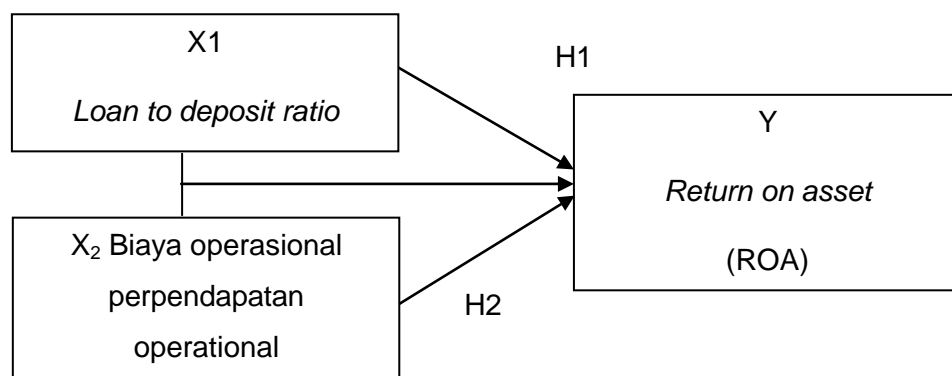 X1
Loan to deposit ratio
H1
Y
Return on asset
(ROA)
X₂ Biaya operasional
perpendapatan
operational
H2